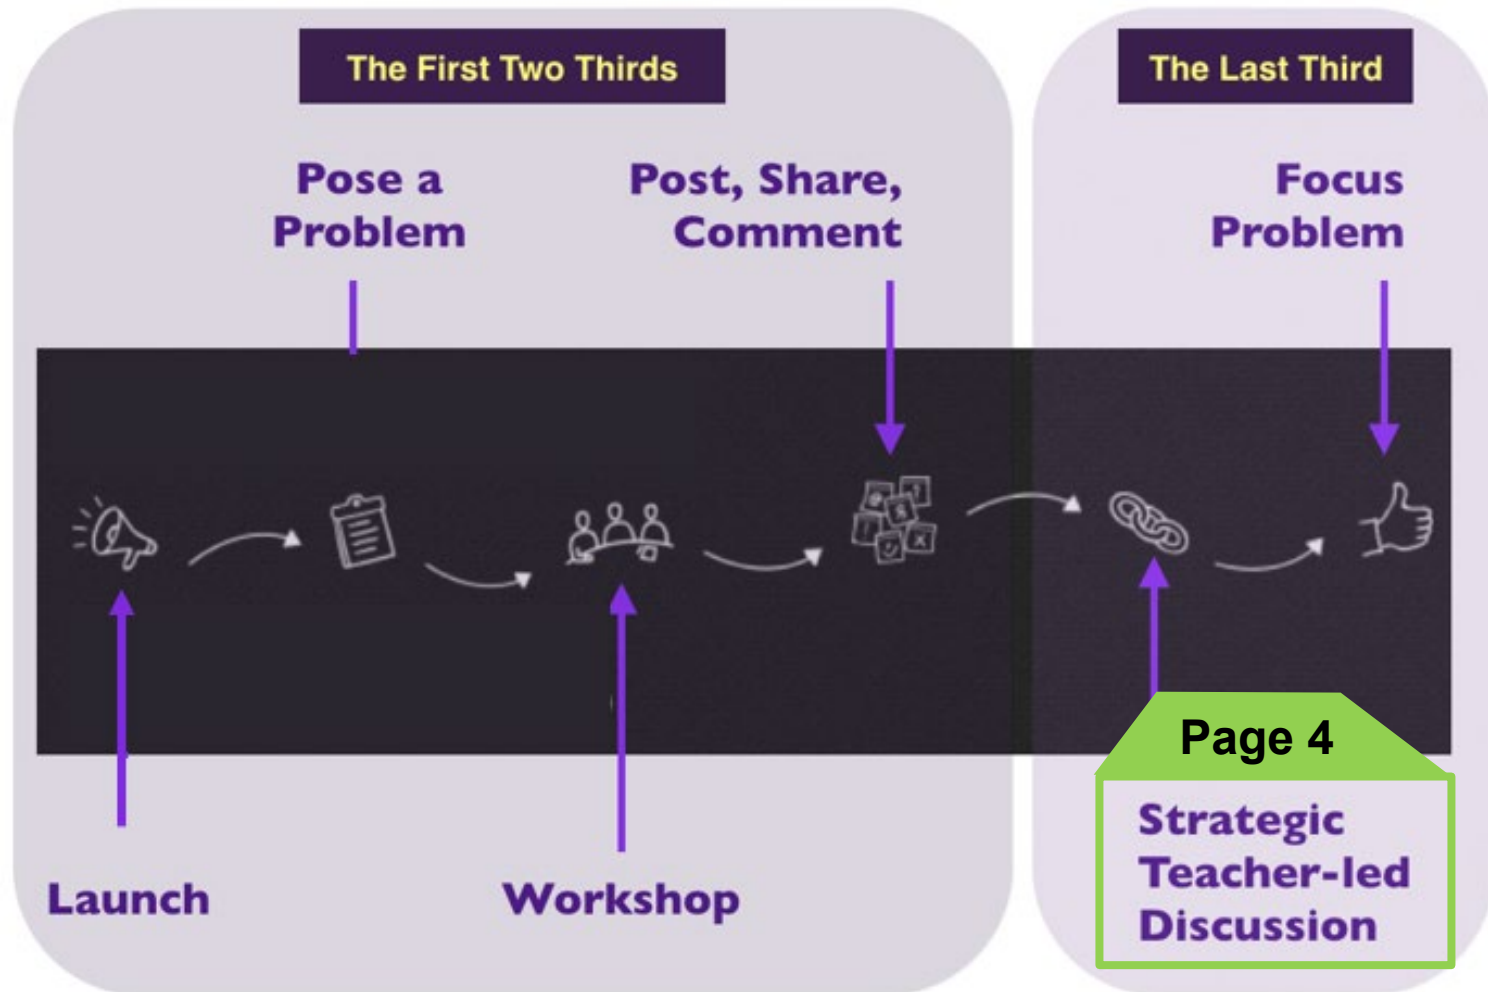 The First Two Thirds
The Last Third
Pose a
Problem
Post, Share,
Comment
Focus
Problem
Launch
Workshop
Page 4
Strategic
Teacher-led
Discussion